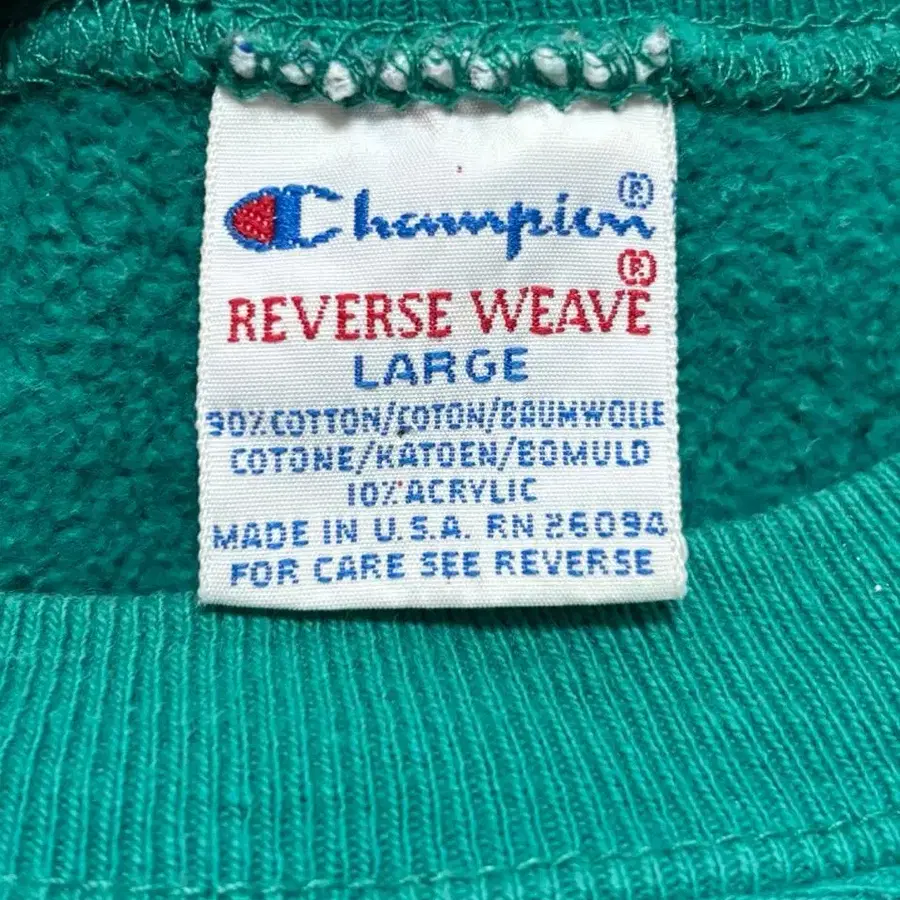 Champion®
REVERSE WEAVE®
LARGE
90% COTTON/COTON/BAUMWOLLE
COTONE/KATOEN/BOMULD
10% ACRYLIC
MADE IN U.S.A. RN 26094
FOR CARE SEE REVERSE